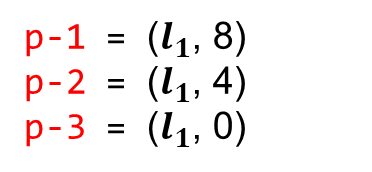 p-1 = (l₁, 8)
p-2 = (l₁, 4)
p-3 = (l₁, 0)